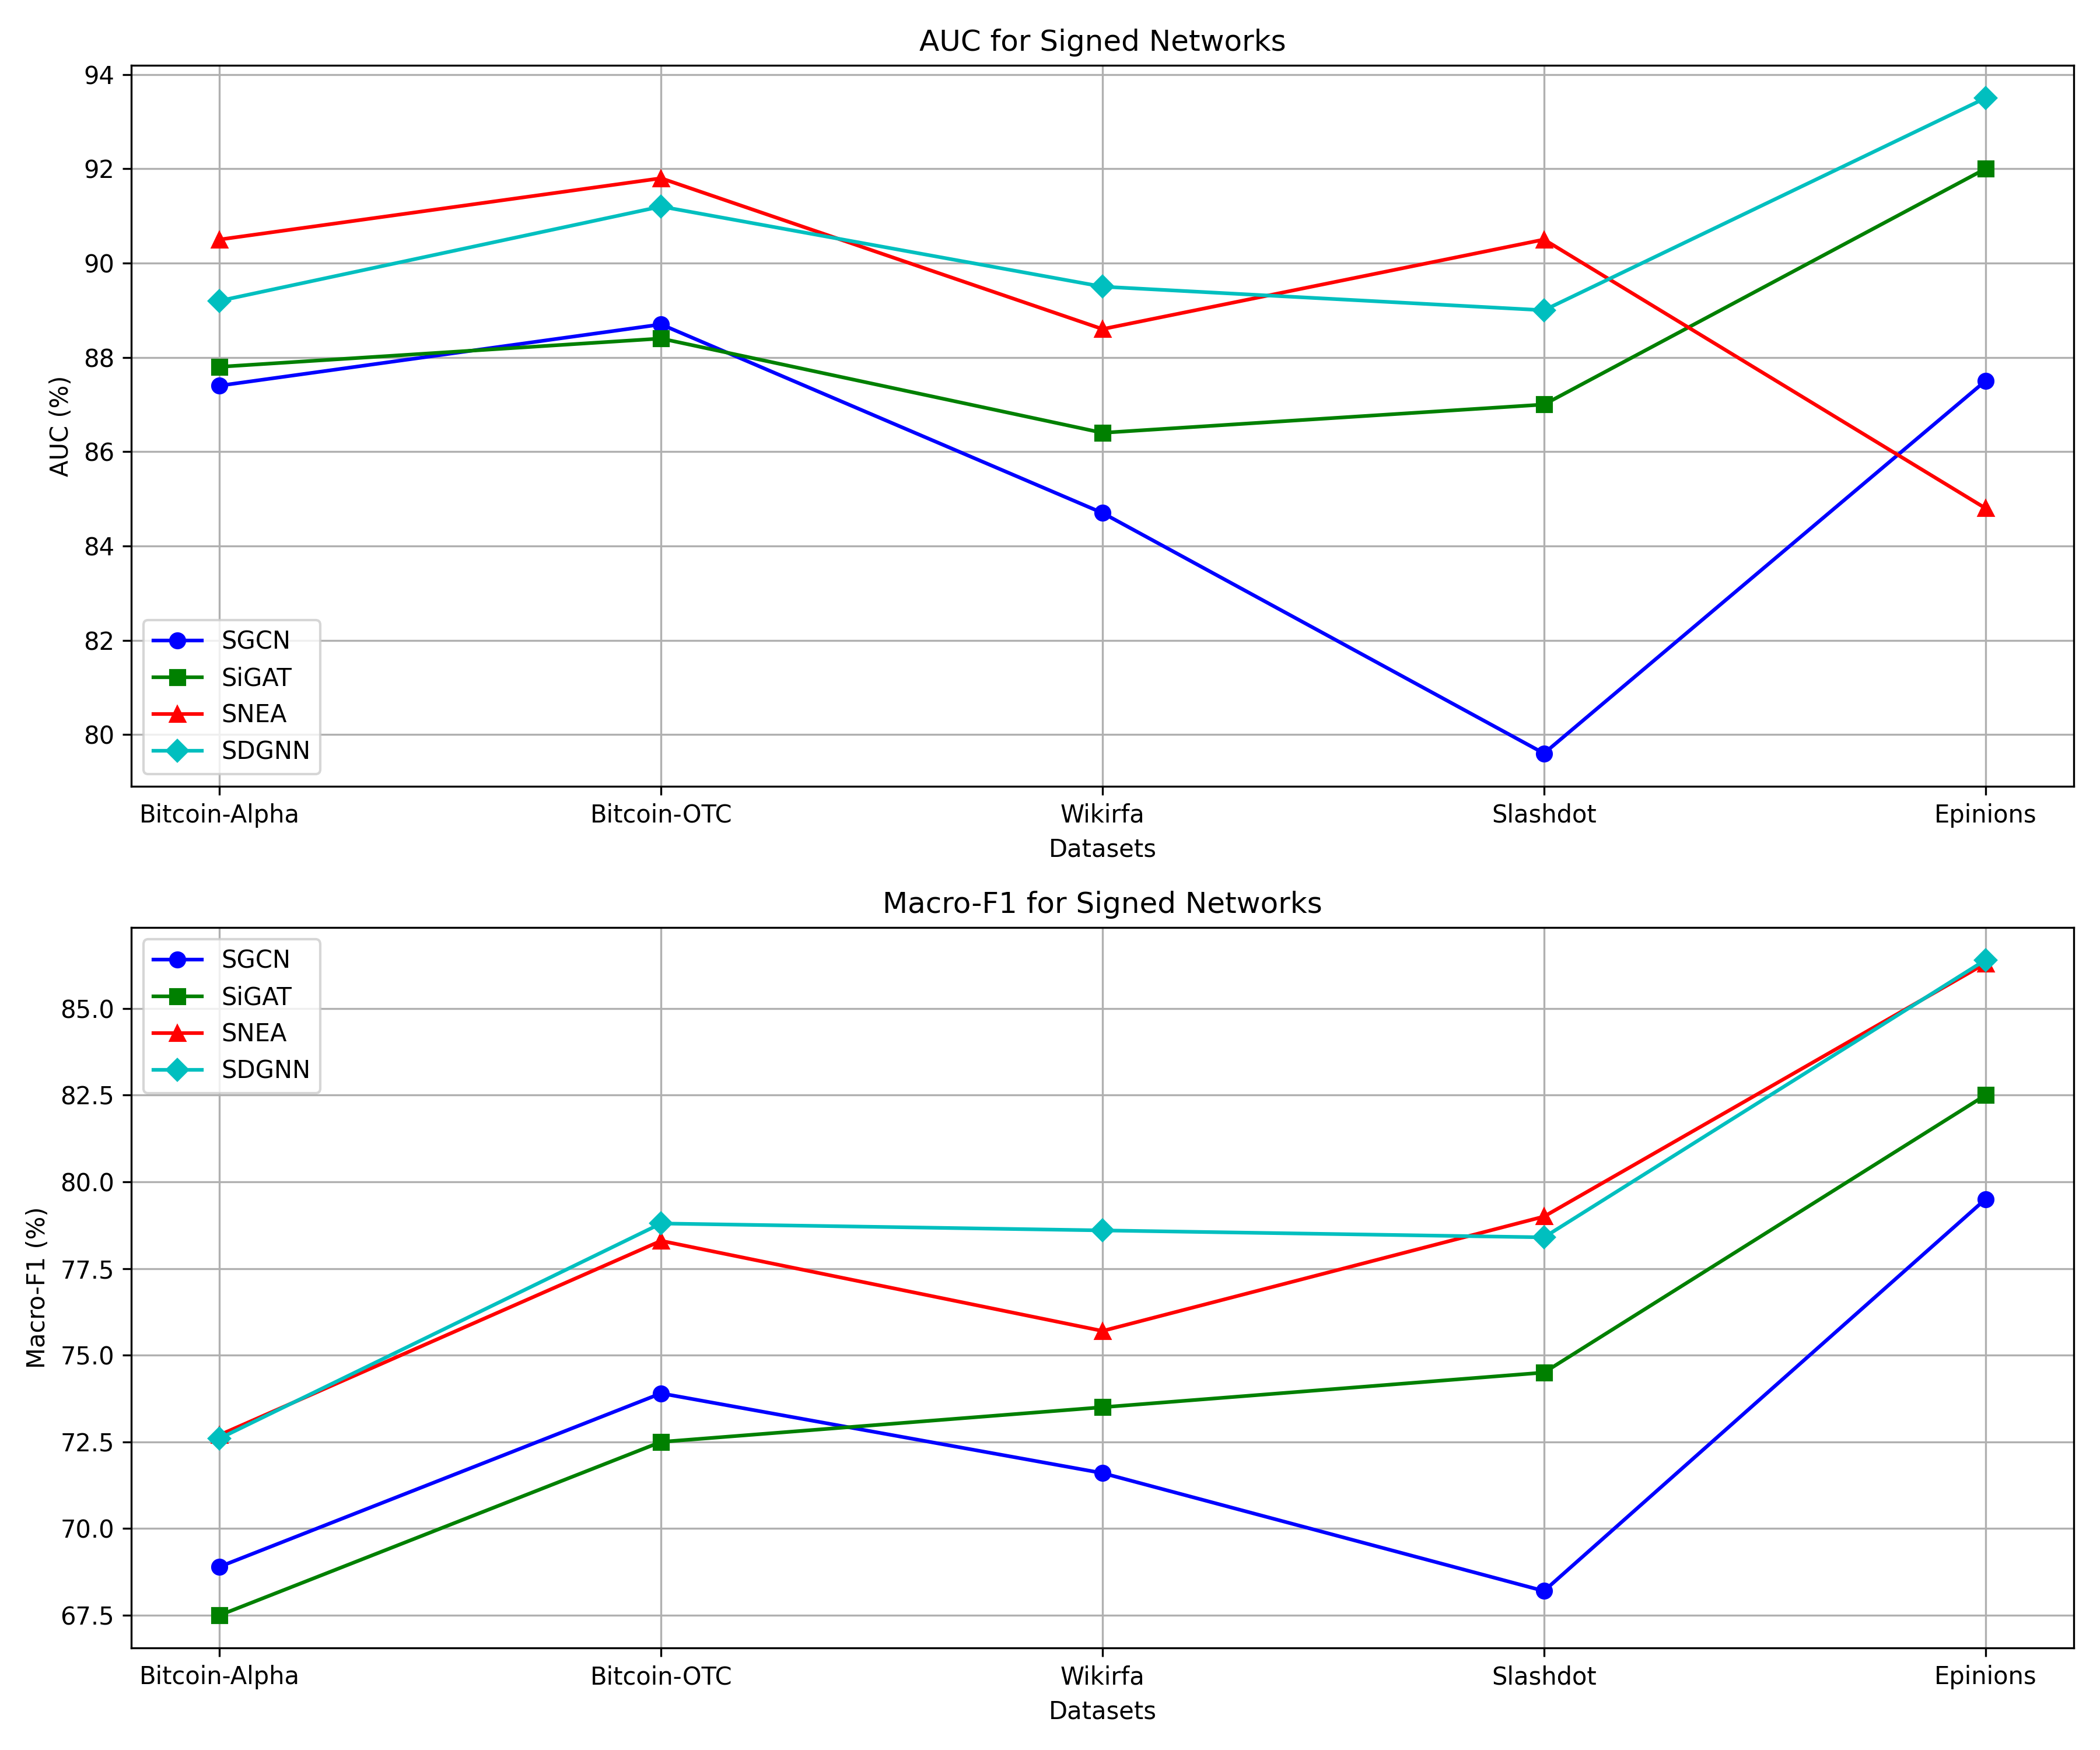 AUC for Signed Networks
94
92
90
88
86
84
82
80
AUC (%)
SGCN
SiGAT
SNEA
SDGNN
Bitcoin-Alpha Bitcoin-OTC Wikirfa Slashdot Epinions
Datasets
Macro-F1 for Signed Networks
SGCN
SiGAT
SNEA
SDGNN
85.0
82.5
80.0
77.5
75.0
72.5
70.0
67.5
Macro-F1 (%)
Bitcoin-Alpha Bitcoin-OTC Wikirfa Slashdot Epinions
Datasets